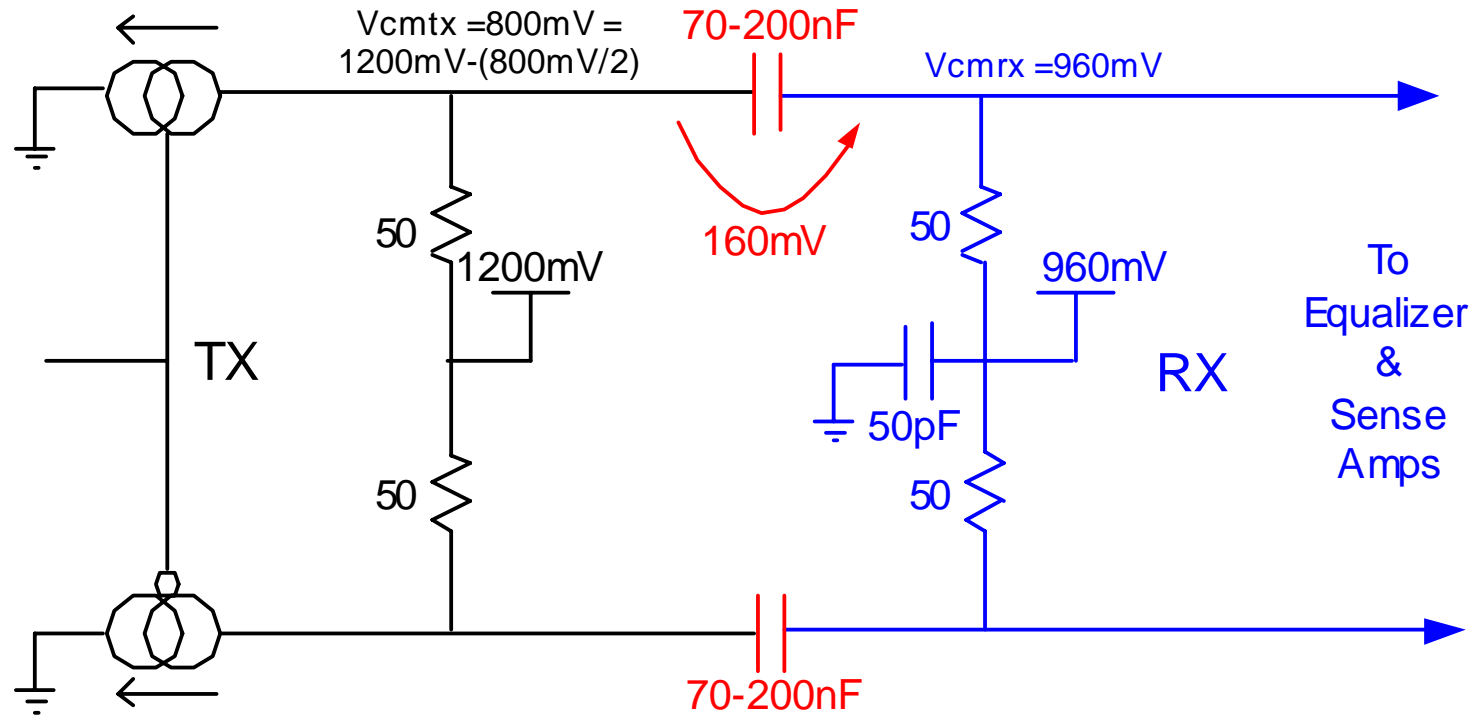 Vcmtx =800mV =
1200mV-(800mV/2)
70-200nF
Vcmrx =960mV
50
160mV
50
1200mV
960mV
To
Equalizer
&
Sense
Amps
TX
RX
50pF
50
50
70-200nF